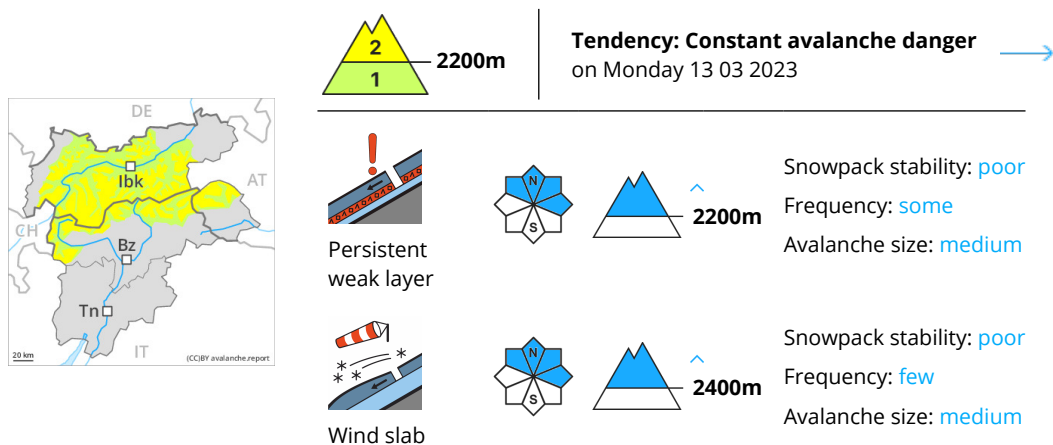 2
1
2200m
Tendency: Constant avalanche danger
on Monday 13 03 2023
DE
Ibk
AT
CH
Bz
Tn
IT
20 km
(CC)BY avalanche.report
Persistent
weak layer
N
S
2200m
Snowpack stability: poor
Frequency: some
Avalanche size: medium
Wind slab
N
S
2400m
Snowpack stability: poor
Frequency: few
Avalanche size: medium